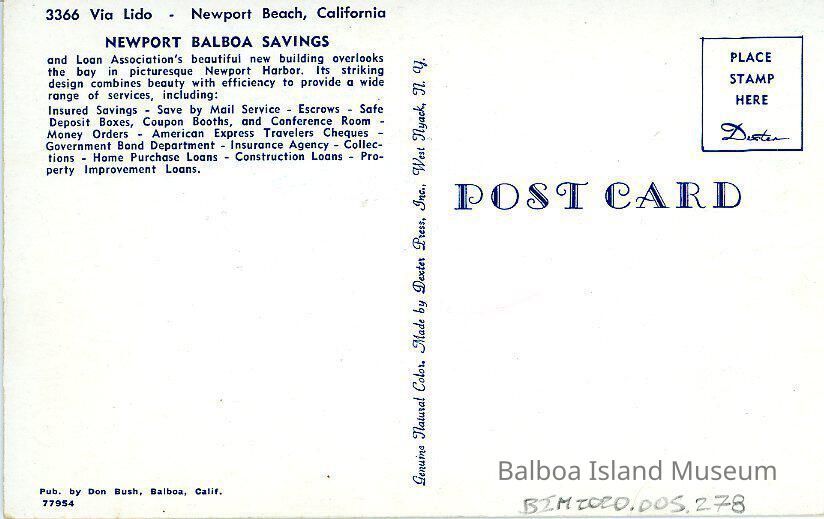 3366 Via Lido - Newport Beach, California
NEWPORT BALBOA SAVINGS
and Loan Association's beautiful new building overlooks
the bay in picturesque Newport Harbor. Its striking
design combines beauty with efficiency to provide a wide
range of services, including:
Insured Savings - Save by Mail Service - Escrows - Safe
Deposit Boxes, Coupon Booths, and Conference Room -
Money Orders - American Express Travelers Cheques -
Government Bond Department - Insurance Agency - Collec-
tions - Home Purchase Loans - Construction Loans - Pro-
perty Improvement Loans.
Pub. by Don Bush, Balboa, Calif.
77954
Genuine Natural Color. Made by Dexter Press, Inc., West Nyack, N. Y.
PLACE
STAMP
HERE
Dexter
POST CARD
Balboa Island Museum
BIM2020.005.278